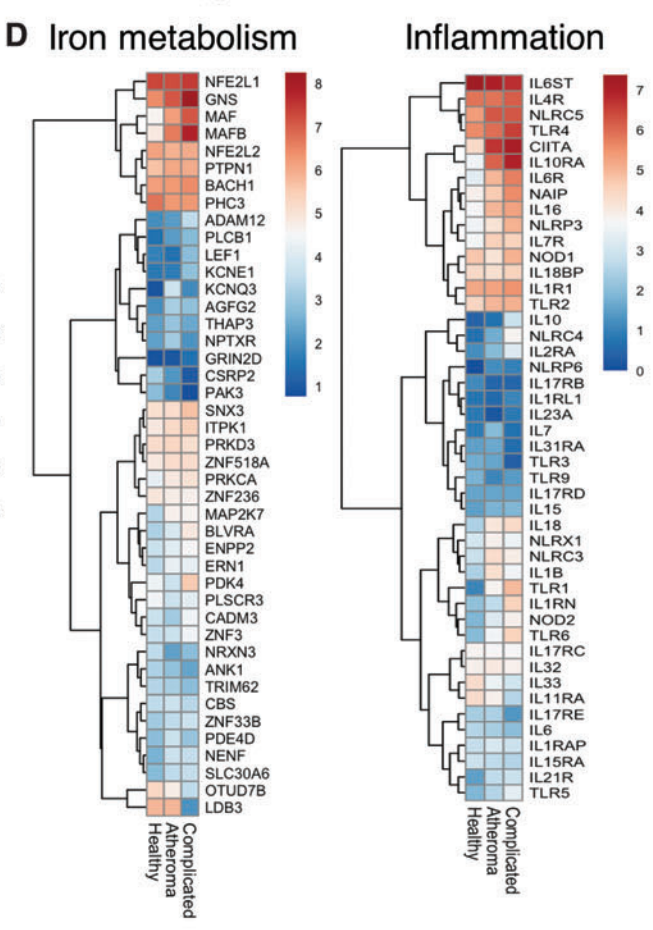 D Iron metabolism
NFE2L1
GNS
MAF
MAFB
NFE2L2
PTPN1
BACH1
PHC3
ADAM12
PLCB1
LEF1
KCNE1
KCNQ3
AGFG2
THAP3
NPTXR
GRIN2D
CSRP2
PAK3
SNX3
ITPK1
PRKD3
ZNF518A
PRKCA
ZNF236
MAP2K7
BLVRA
ENPP2
ERN1
PDK4
PLSCR3
CADM3
ZNF3
NRXN3
ANK1
TRIM62
CBS
ZNF33B
PDE4D
NENF
SLC30A6
OTUD7B
LDB3
8
7
6
5
4
3
2
1
Healthy
Atheroma
Complicated
Inflammation
IL6ST
IL4R
NLRC5
TLR4
CIITA
IL10RA
IL6R
NAIP
IL16
NLRP3
IL7R
NOD1
IL18BP
IL1R1
TLR2
IL10
NLRC4
IL2RA
NLRP6
IL17RB
IL1RL1
IL23A
IL7
IL31RA
TLR3
TLR9
IL17RD
IL15
IL18
NLRX1
NLRC3
IL1B
TLR1
IL1RN
NOD2
TLR6
IL17RC
IL32
IL33
IL11RA
IL17RE
IL6
IL1RAP
IL15RA
IL21R
TLR5
7
6
5
4
3
2
1
0
Healthy
Atheroma
Complicated